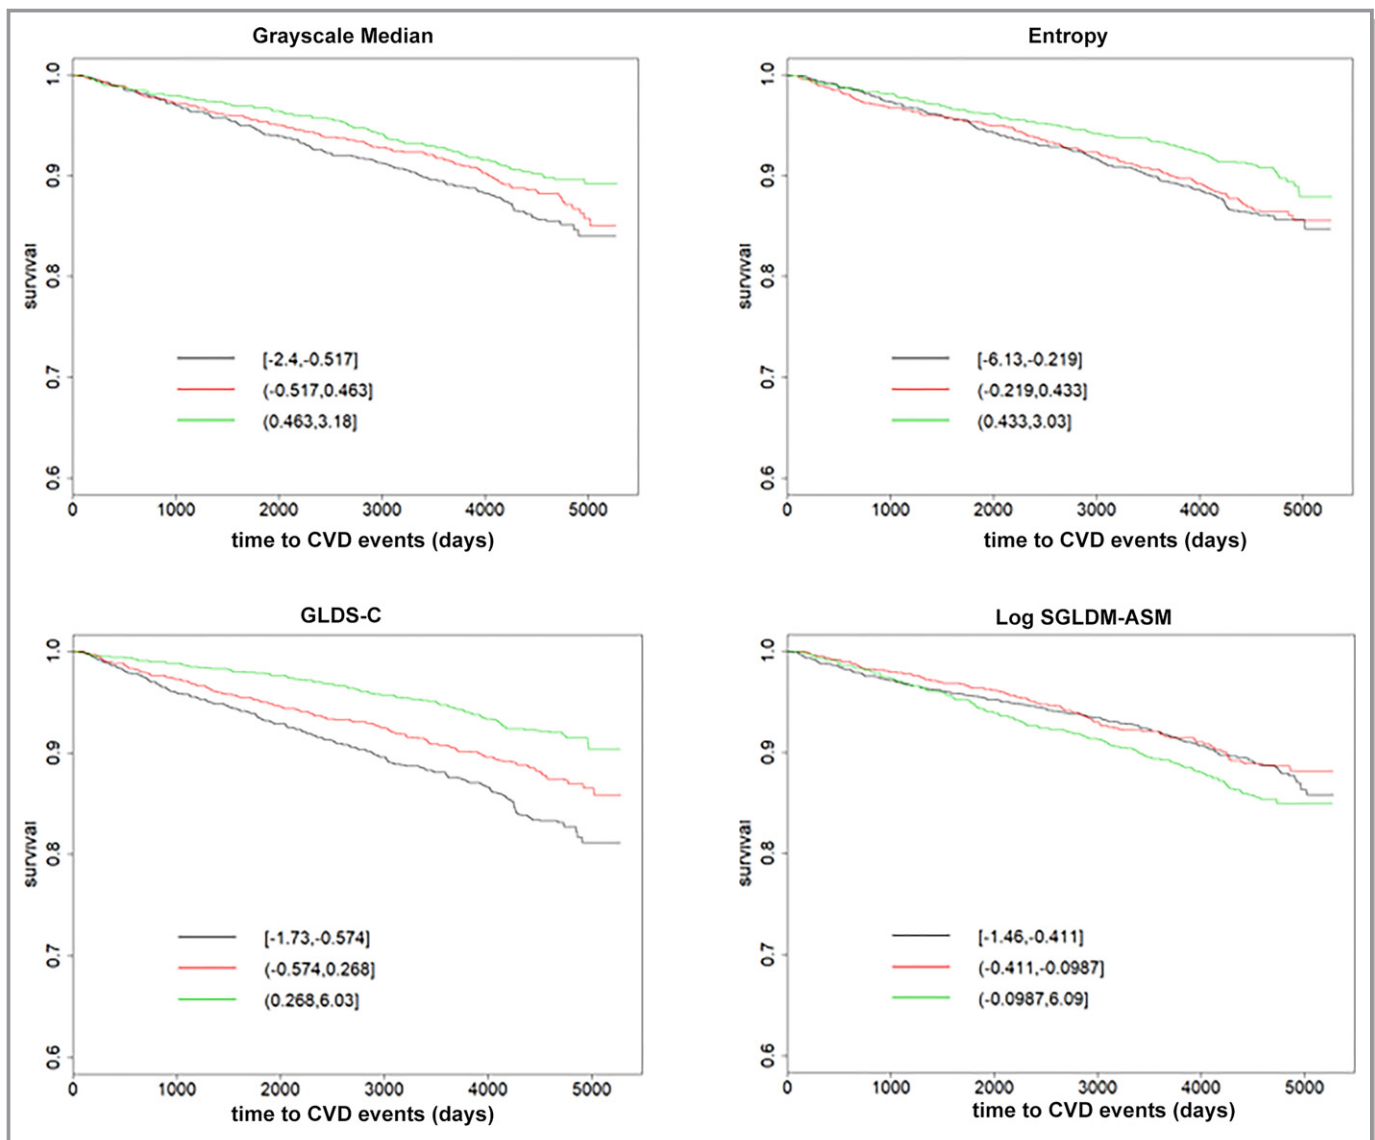 Grayscale Median
1.0
0.9
0.8
0.7
0.6
survival
[-2.4,-0.517]
(-0.517,0.463]
(0.463,3.18]
0 1000 2000 3000 4000 5000
time to CVD events (days)
Entropy
1.0
0.9
0.8
0.7
0.6
survival
[-6.13,-0.219]
(-0.219,0.433]
(0.433,3.03]
0 1000 2000 3000 4000 5000
time to CVD events (days)
GLDS-C
1.0
0.9
0.8
0.7
0.6
survival
[-1.73,-0.574]
(-0.574,0.268]
(0.268,6.03]
0 1000 2000 3000 4000 5000
time to CVD events (days)
Log SGLDM-ASM
1.0
0.9
0.8
0.7
0.6
survival
[-1.46,-0.411]
(-0.411,-0.0987]
(-0.0987,6.09]
0 1000 2000 3000 4000 5000
time to CVD events (days)